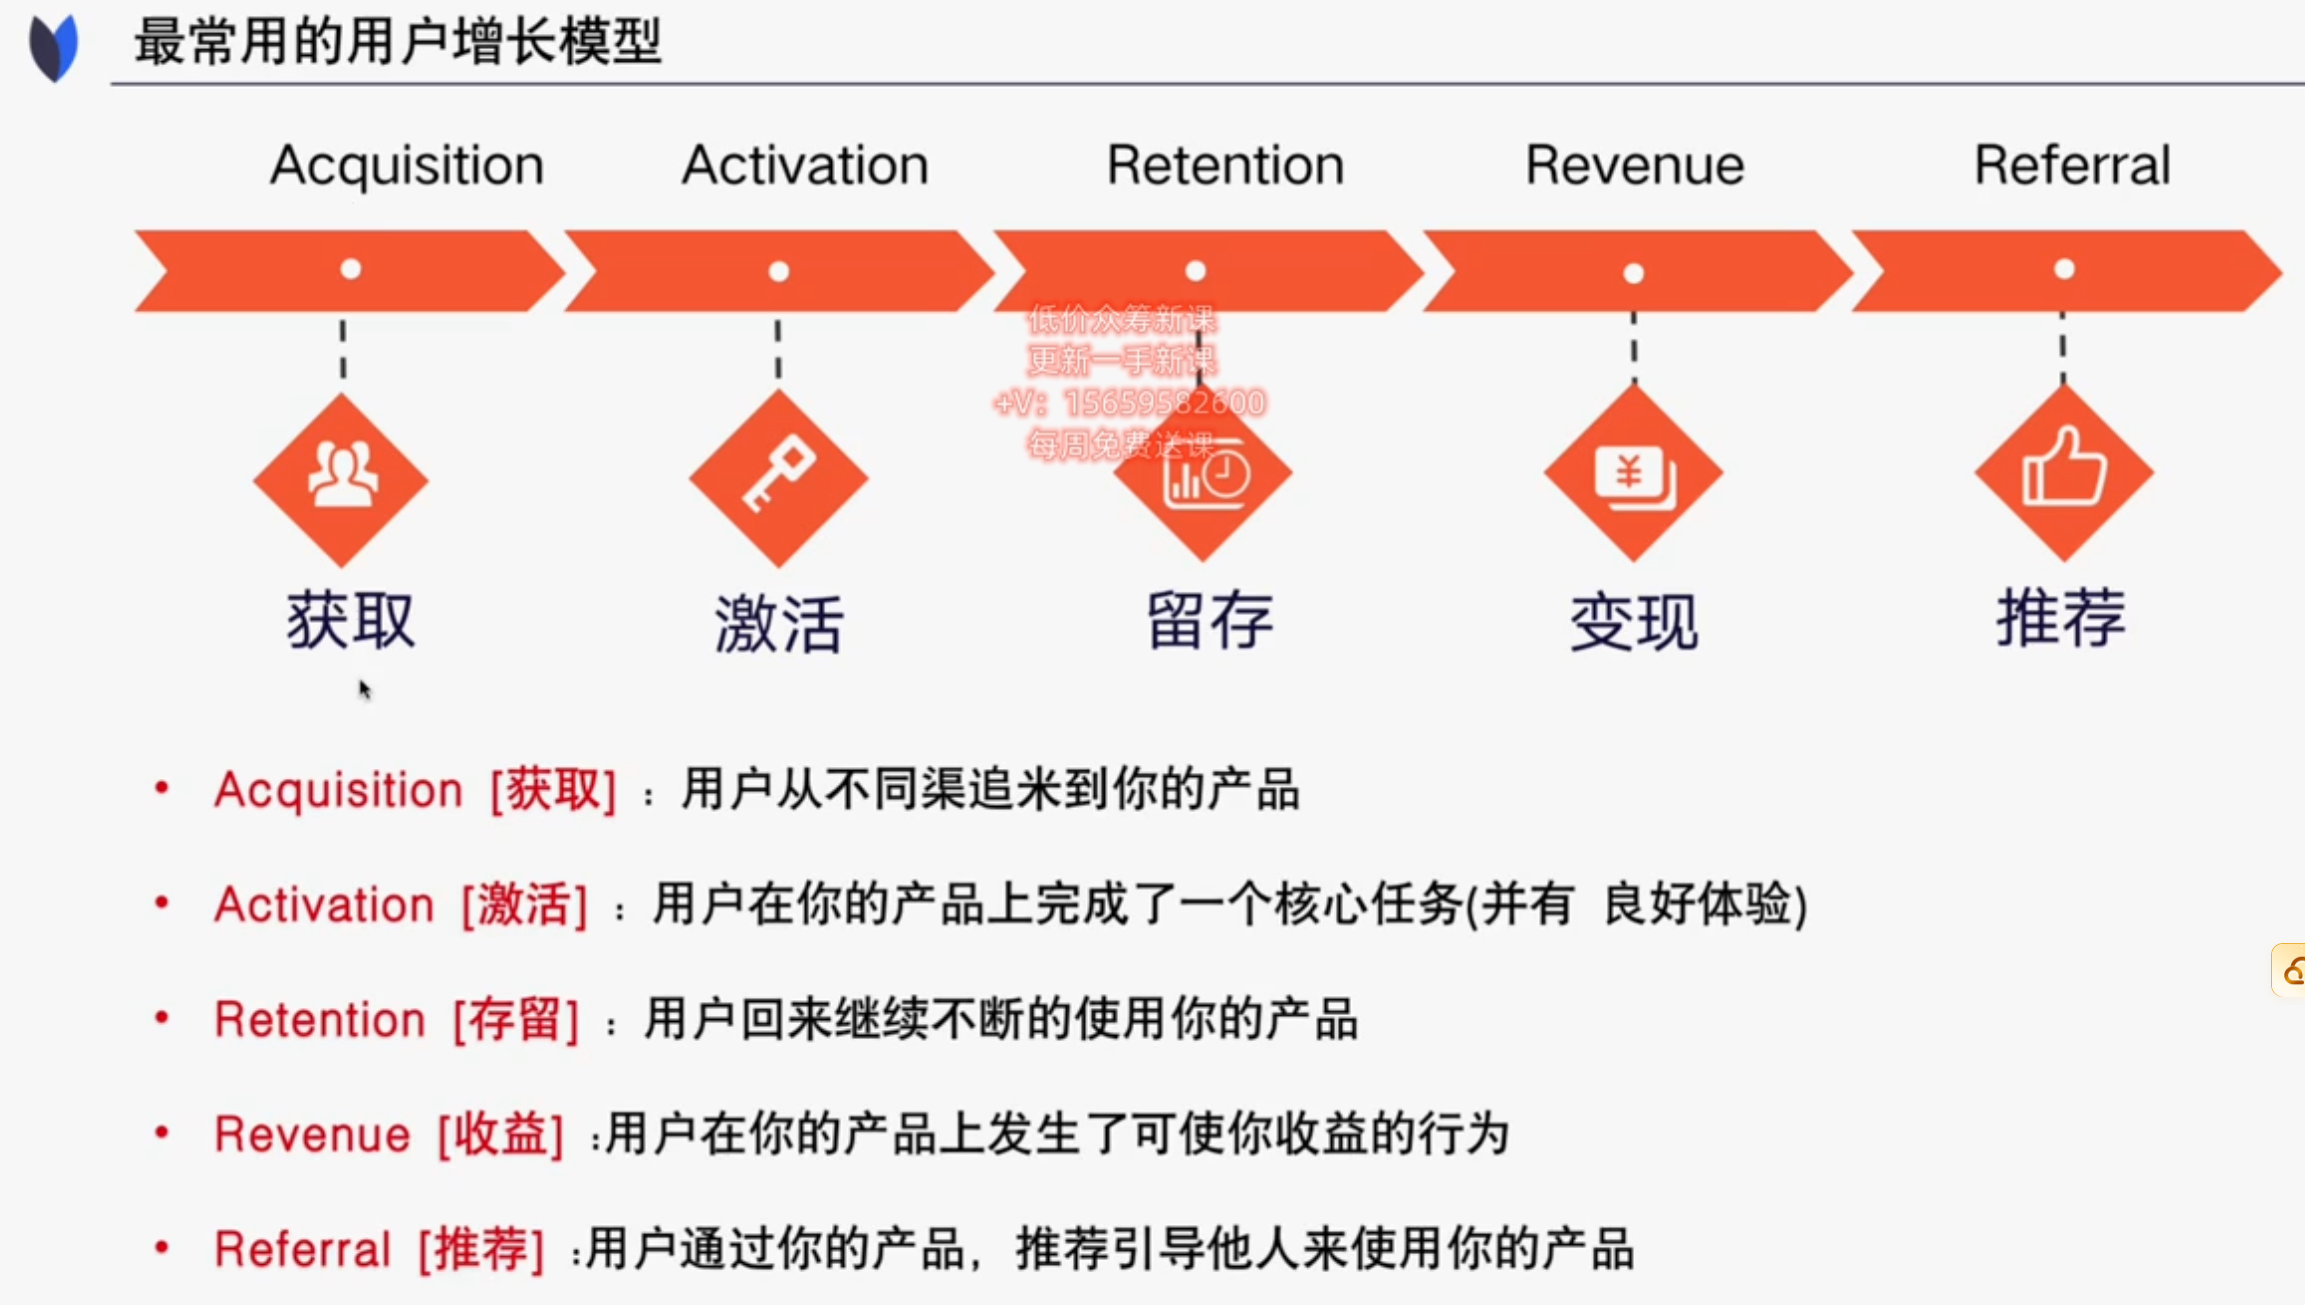 最常用的用户增长模型
Acquisition
Activation
Retention
Revenue
Referral
低价众筹新课
更新一手新课
+V：15659582600
每周免费送课
¥
获取
激活
留存
变现
推荐
• Acquisition [获取] ：用户从不同渠追米到你的产品
• Activation [激活] ：用户在你的产品上完成了一个核心任务(并有 良好体验)
• Retention [存留] ：用户回来继续不断的使用你的产品
• Revenue [收益] :用户在你的产品上发生了可使你收益的行为
• Referral [推荐] :用户通过你的产品，推荐引导他人来使用你的产品